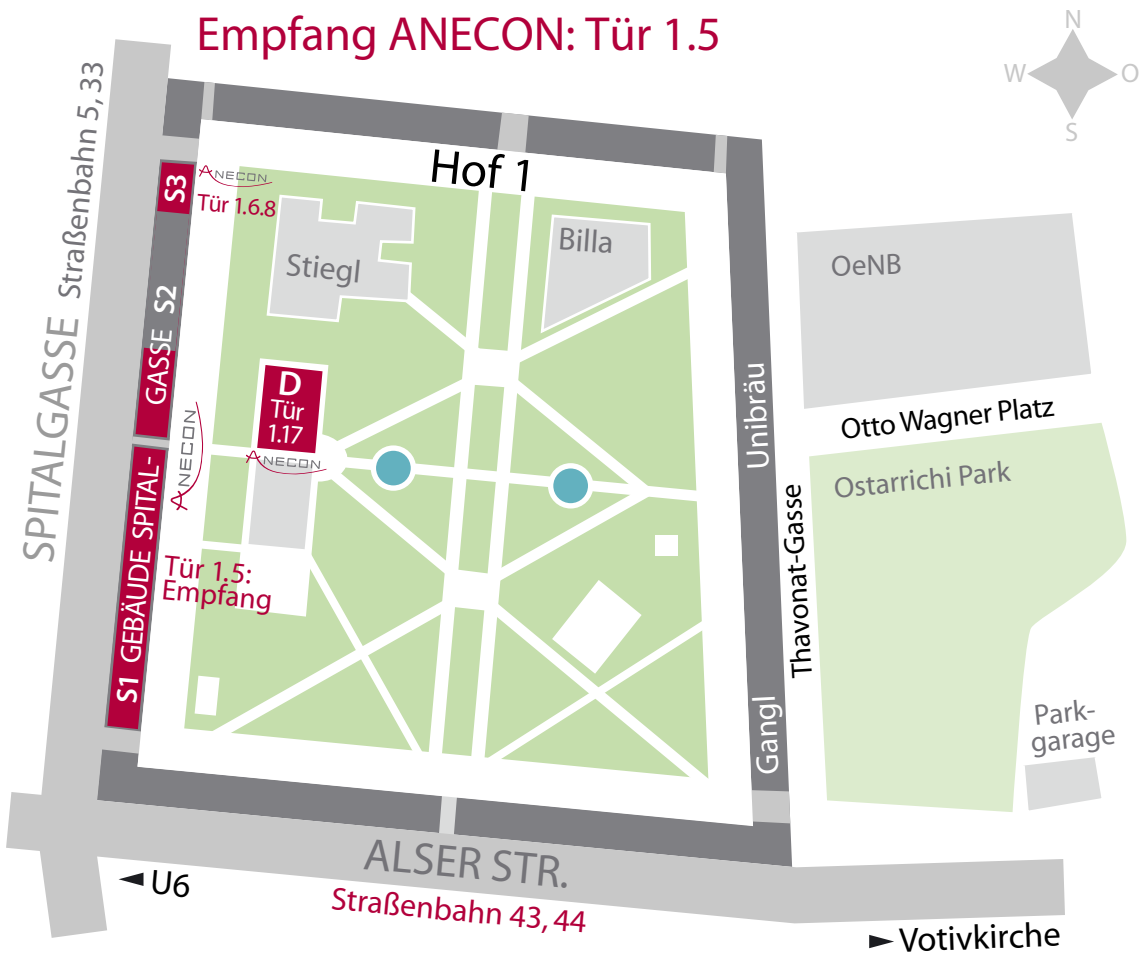 Empfang ANECON: Tür 1.5
N
W
O
S
SPITALGASSE Straßenbahn 5, 33
Hof 1
S3
ANECON
Tür 1.6.8
Stiegl
Billa
OeNB
S1 GEBÄUDE SPITAL-
GASSE S2
D
Tür
1.17
ANECON
ANECON
Unibräu
Otto Wagner Platz
Ostarrichi Park
Thavonat-Gasse
Tür 1.5:
Empfang
Gangl
Park-
garage
ALSER STR.
U6
Straßenbahn 43, 44
Votivkirche